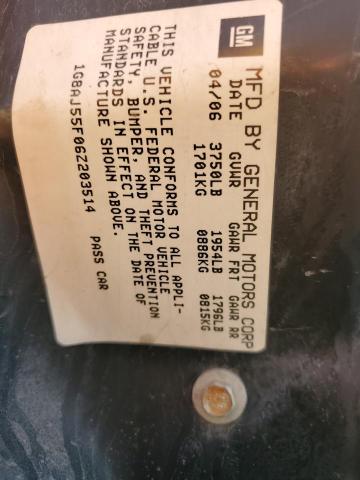 GM MFD BY GENERAL MOTORS CORP
DATE GVWR GAWR FRT GAWR RR
04/06 3750LB 1954LB 1796LB
1701KG 0886KG 0815KG
THIS VEHICLE CONFORMS TO ALL APPLI-
CABLE U.S. FEDERAL MOTOR VEHICLE
SAFETY, BUMPER, AND THEFT PREVENTION
STANDARDS IN EFFECT ON THE DATE OF
MANUFACTURE SHOWN ABOVE.
1G8AJ55F06Z203514 PASS CAR